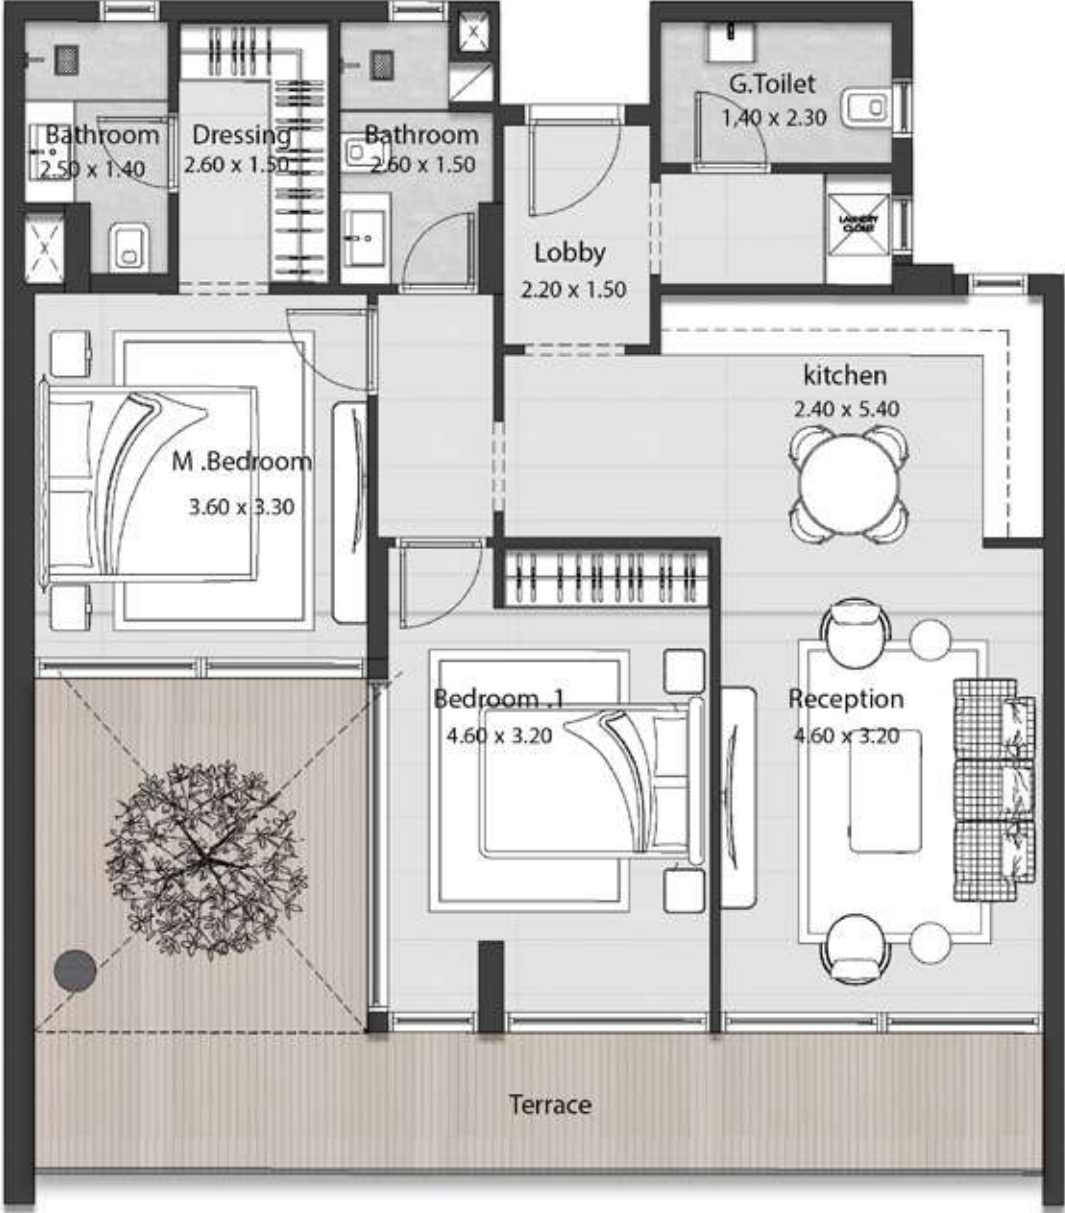 G.Toilet
1,40 x 2.30
Bathroom
2.50 x 1.40
Dressing
2.60 x 1.50
Bathroom
2.60 x 1.50
LAUNDRY
CLOSET
Lobby
2.20 x 1.50
kitchen
2.40 x 5.40
M .Bedroom
3.60 x 3.30
Bedroom .1
4.60 x 3.20
Reception
4.60 x 3.20
Terrace